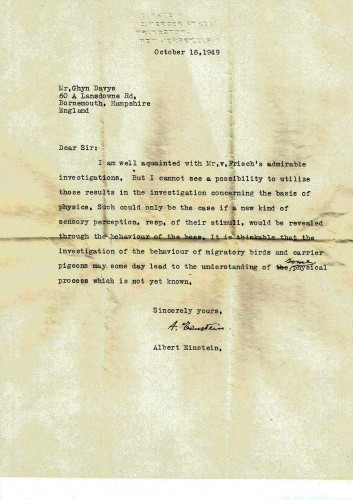 October 18,1949
Mr.Ghyn Davys
60 A Lansdowne Rd.
Bornemouth, Hampshire
England
Dear Sir:
I am well aquainted with Mr.v.Frisch's admirable
investigations. But I cannot see a possibility to utilize
those results in the investigation concerning the basis of
physics. Such could only be the case if a new kind of
sensory perception, resp. of their stimuli, would be revealed
through the behaviour of the bees. It is thinkable that the
investigation of the behaviour of migratory birds and carrier
pigeons may some day lead to the understanding of some physical
process which is not yet known.
Sincerely yours,
A. Einstein.
Albert Einstein.